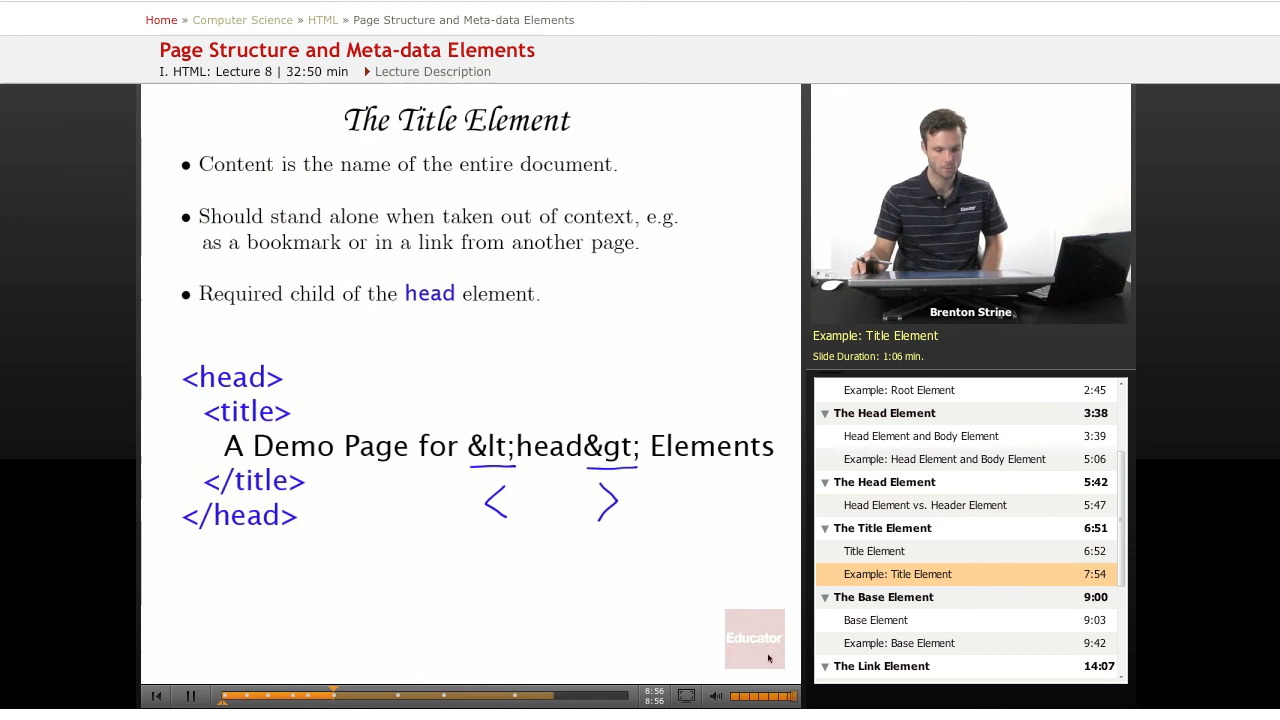 Home » Computer Science » HTML » Page Structure and Meta-data Elements
Page Structure and Meta-data Elements
I. HTML: Lecture 8 | 32:50 min Lecture Description
The Title Element
• Content is the name of the entire document.
• Should stand alone when taken out of context, e.g.
as a bookmark or in a link from another page.
• Required child of the head element.
<head>
<title>
A Demo Page for &lt;head&gt; Elements
</title>
</head>
< >
Educator
8:56
8:56
Educator
Brenton Strine
Example: Title Element
Slide Duration: 1:06 min.
Example: Root Element 2:45
The Head Element 3:38
Head Element and Body Element 3:39
Example: Head Element and Body Element 5:06
The Head Element 5:42
Head Element vs. Header Element 5:47
The Title Element 6:51
Title Element 6:52
Example: Title Element 7:54
The Base Element 9:00
Base Element 9:03
Example: Base Element 9:42
The Link Element 14:07